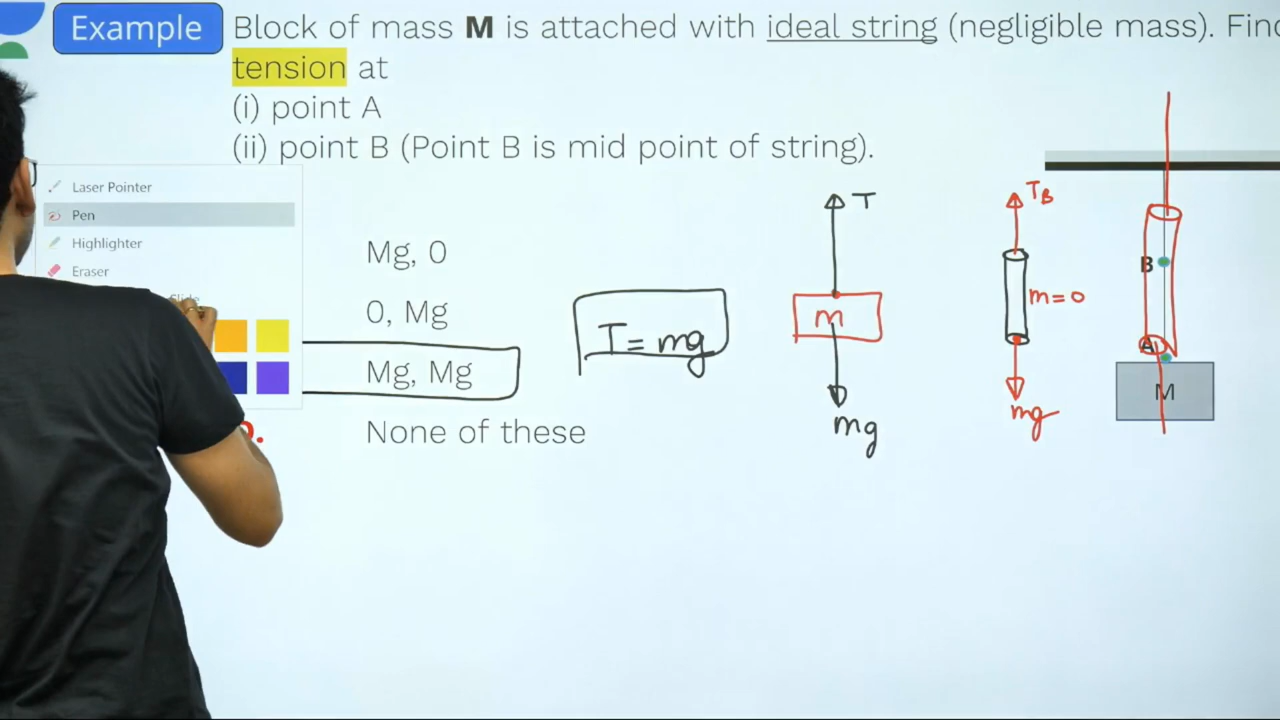 Example
Block of mass M is attached with ideal string (negligible mass). Find
tension at
(i) point A
(ii) point B (Point B is mid point of string).
Laser Pointer
Pen
Highlighter
Eraser
Mg, 0
0, Mg
Mg, Mg
None of these
T = mg
T
m
mg
TB
m=0
mg
B
A
M